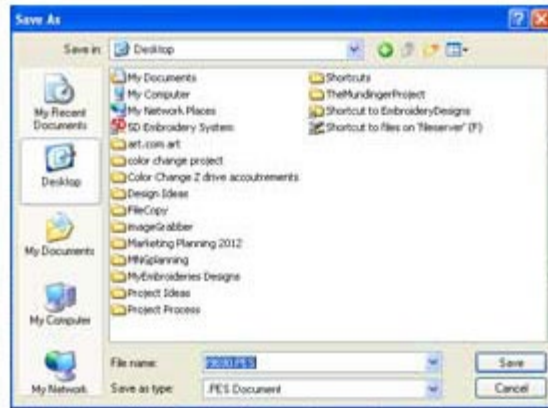 Save As
Save in: Desktop
My Recent Documents
Desktop
My Documents
My Computer
My Network
My Documents
My Computer
My Network Places
5D Embroidery System
art.com art
color change project
Color Change Z drive accoutrements
Design Ideas
FileCopy
ImageGrabber
Marketing Planning 2012
MNGplanning
MyEmbroideries Designs
Project Ideas
Project Process
Shortcuts
TheMundingerProject
Shortcut to EmbroideryDesigns
Shortcut to files on 'fileserver' (F)
File name:
Save
Save as type: .PES Document
Cancel